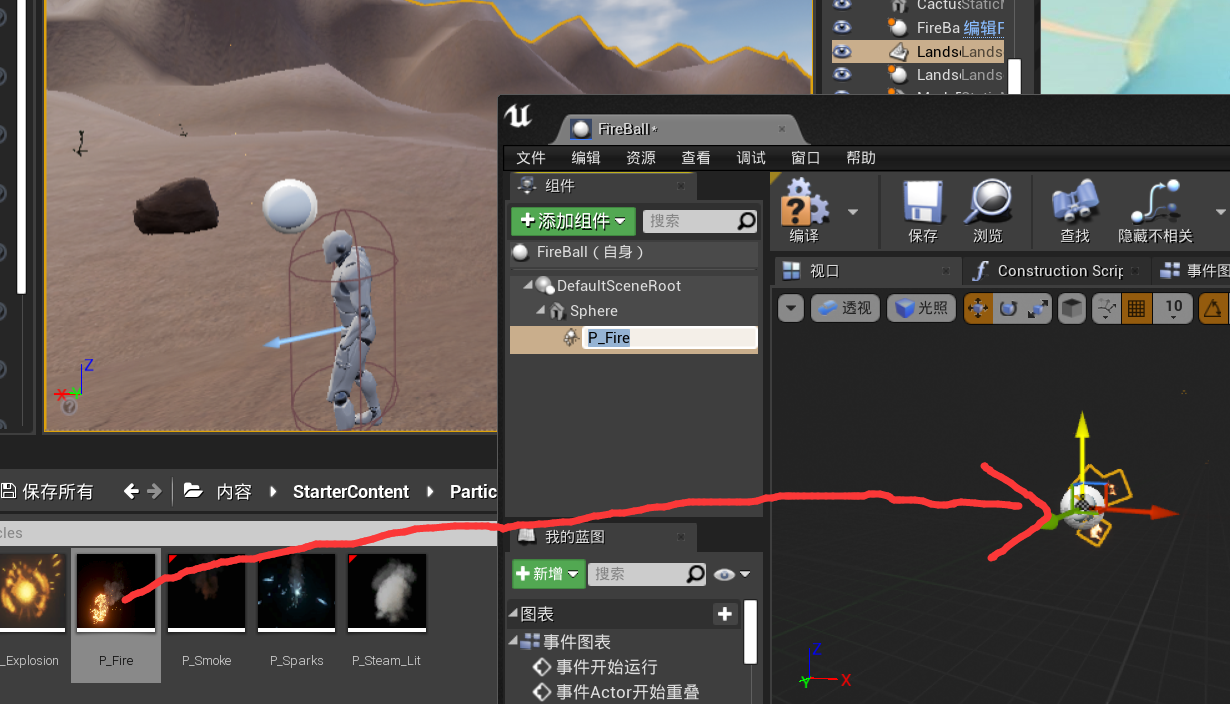 Cactus StaticM
FireBa 编辑F
Landsc Lands
Landsc Lands
FireBall*
文件 编辑 资源 查看 调试 窗口 帮助
组件
添加组件 搜索
FireBall（自身）
DefaultSceneRoot
Sphere
P_Fire
编译 保存 浏览 查找 隐藏不相关
视口 Construction Scrip 事件图
透视 光照 10
Z
X Y
保存所有 内容 StarterContent Partic
cles
_Explosion P_Fire P_Smoke P_Sparks P_Steam_Lit
我的蓝图
新增 搜索
图表
事件图表
事件开始运行
事件Actor开始重叠
Z
Y X